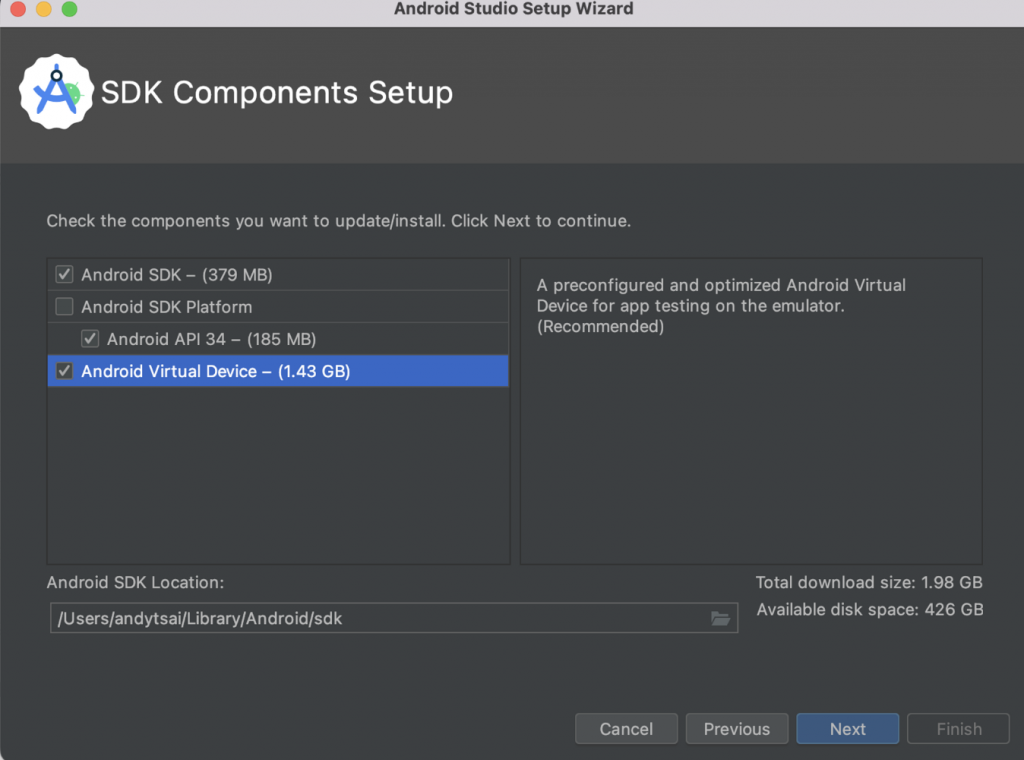 Android Studio Setup Wizard
SDK Components Setup
Check the components you want to update/install. Click Next to continue.
Android SDK – (379 MB)
Android SDK Platform
Android API 34 – (185 MB)
Android Virtual Device – (1.43 GB)
A preconfigured and optimized Android Virtual
Device for app testing on the emulator.
(Recommended)
Android SDK Location:
/Users/andytsai/Library/Android/sdk
Total download size: 1.98 GB
Available disk space: 426 GB
Cancel
Previous
Next
Finish